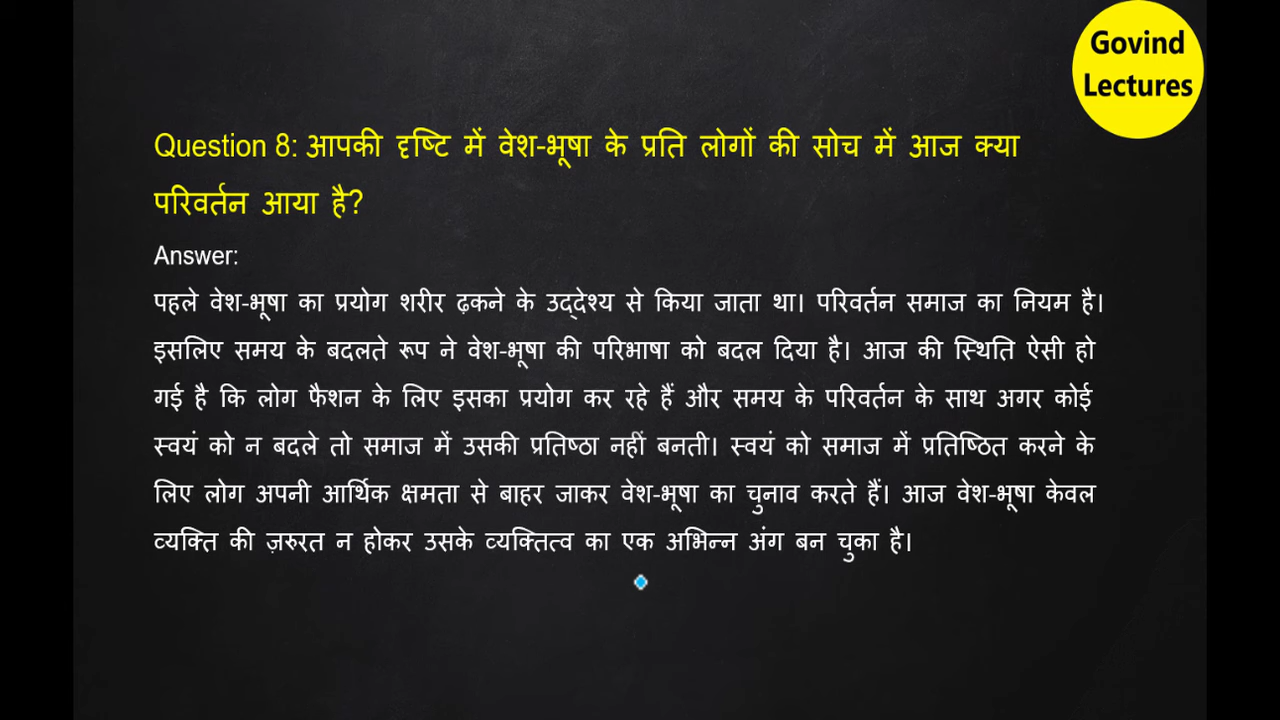 Govind
Lectures
Question 8: आपकी दृष्टि में वेश-भूषा के प्रति लोगों की सोच में आज क्या
परिवर्तन आया है?
Answer:
पहले वेश-भूषा का प्रयोग शरीर ढ़कने के उद्देश्य से किया जाता था। परिवर्तन समाज का नियम है।
इसलिए समय के बदलते रूप ने वेश-भूषा की परिभाषा को बदल दिया है। आज की स्थिति ऐसी हो
गई है कि लोग फैशन के लिए इसका प्रयोग कर रहे हैं और समय के परिवर्तन के साथ अगर कोई
स्वयं को न बदले तो समाज में उसकी प्रतिष्ठा नहीं बनती। स्वयं को समाज में प्रतिष्ठित करने के
लिए लोग अपनी आर्थिक क्षमता से बाहर जाकर वेश-भूषा का चुनाव करते हैं। आज वेश-भूषा केवल
व्यक्ति की ज़रुरत न होकर उसके व्यक्तित्व का एक अभिन्न अंग बन चुका है।